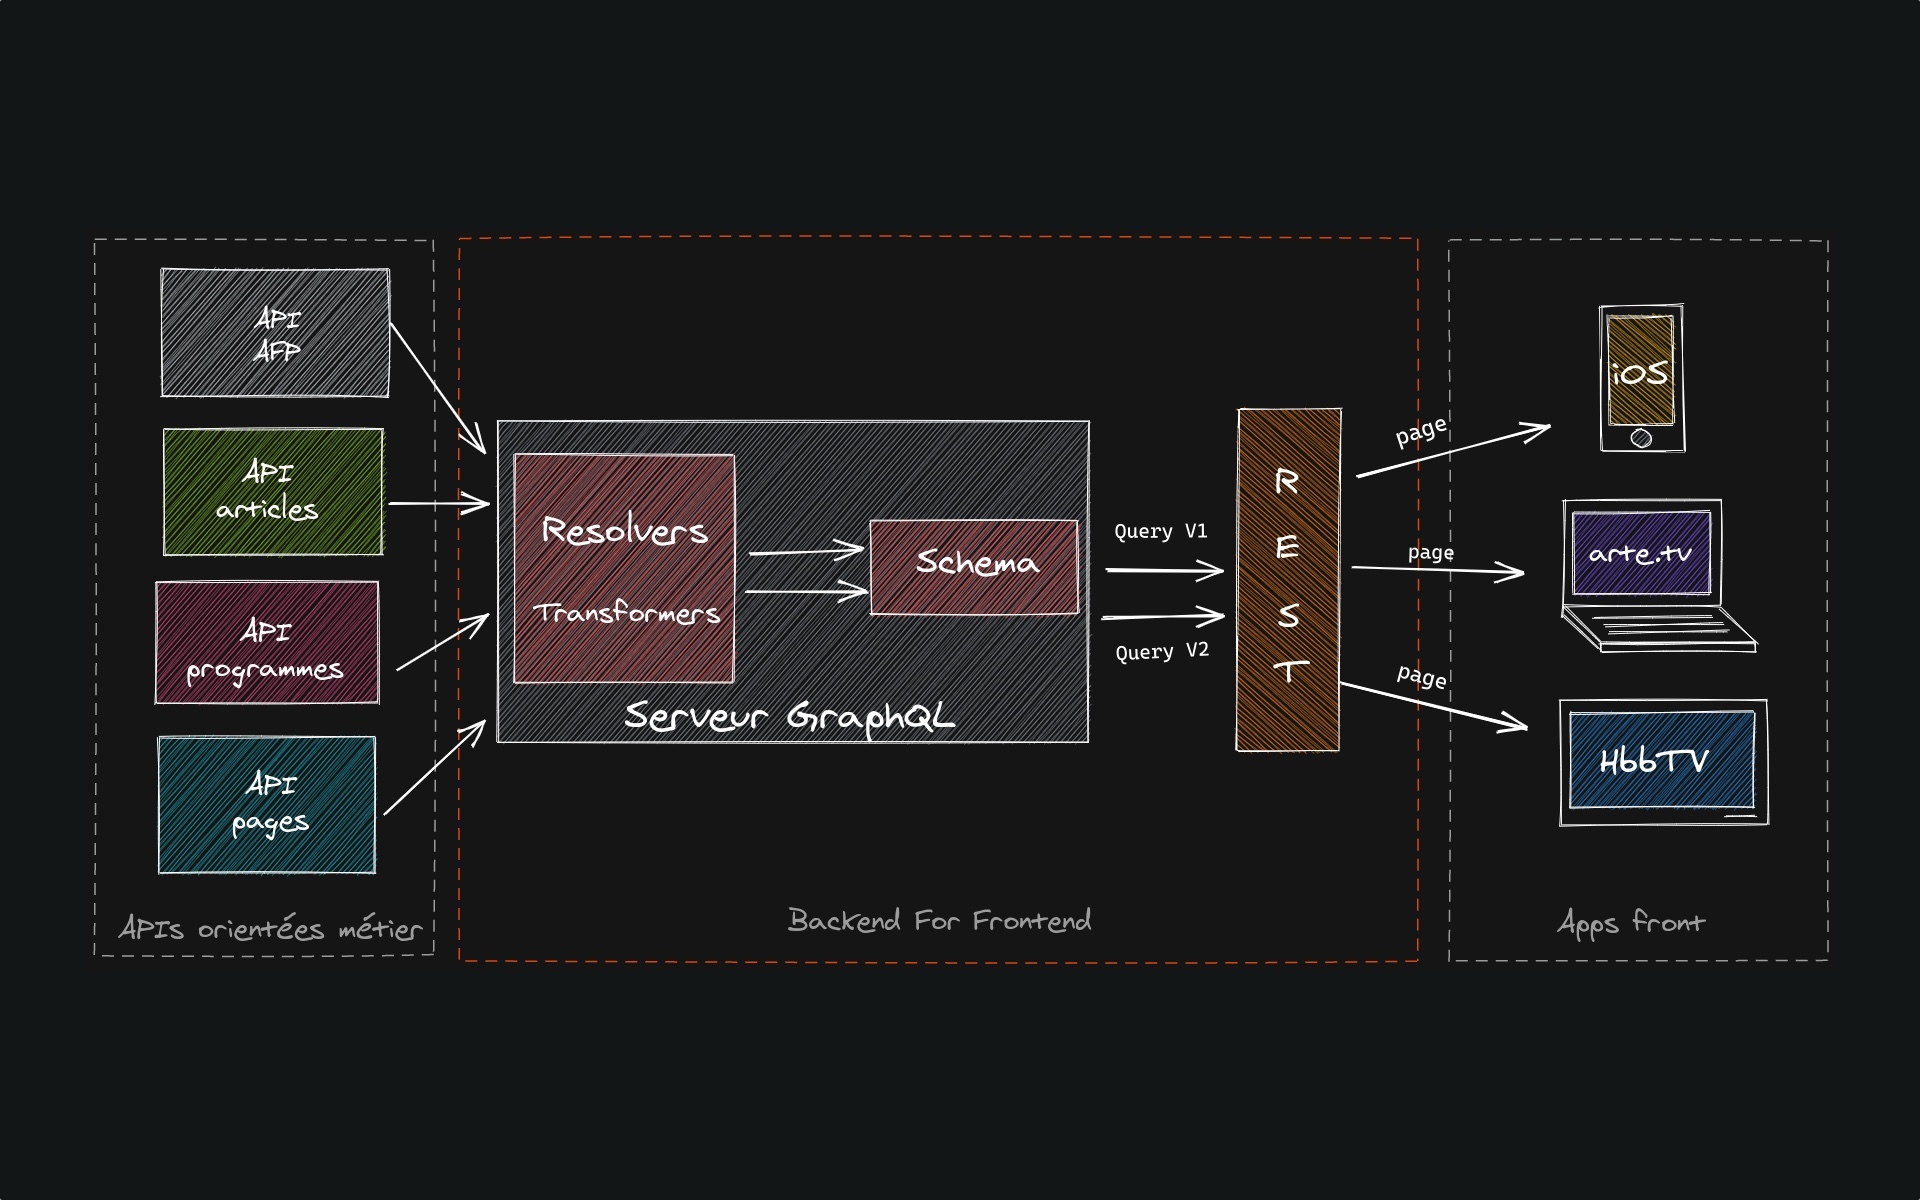 API
AFP
API
articles
API
programmes
API
pages
APIs orientées métier
Resolvers
Transformers
Schema
Serveur GraphQL
Query V1
Query V2
R
E
S
T
Backend For Frontend
page
page
page
iOS
arte.tv
HbbTV
Apps front